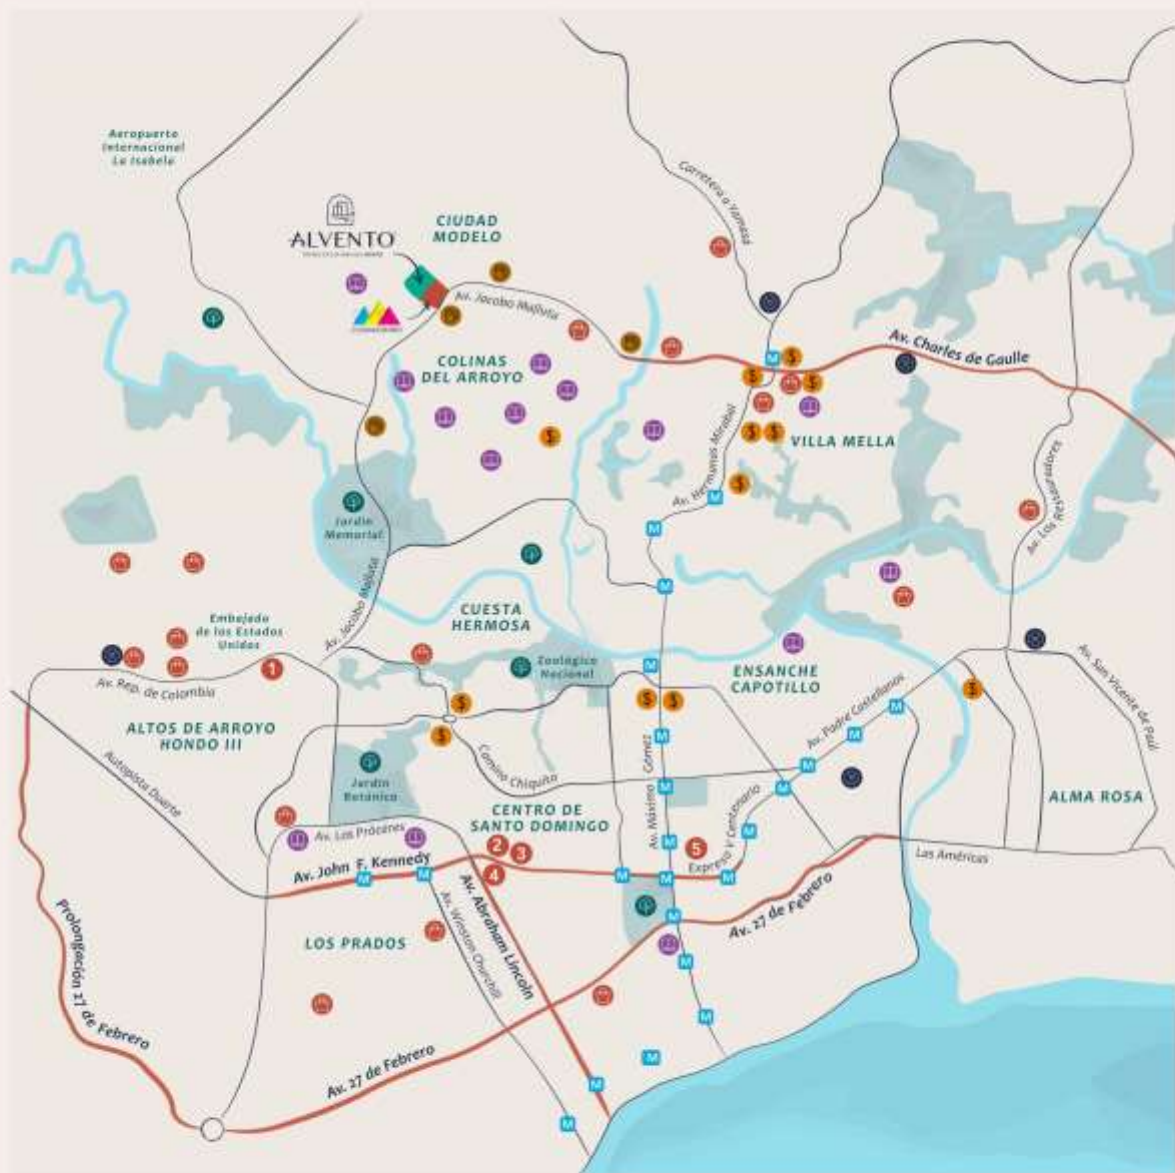 Aeropuerto
Internacional
La Isabela
ALVENTO
CIUDAD
MODELO
Carretera a Yamasá
Av. Jacobo Majluta
Av. Charles de Gaulle
COLINAS
DEL ARROYO
M
$
$
$
Av. Hermanas Mirabal
$
$
VILLA MELLA
$
$
M
M
Av. Los Restauradores
Jardín
Memorial
Av. Jacobo Majluta
M
CUESTA
HERMOSA
Embajada
de los Estados
Unidos
1
Av. Rep. de Colombia
Zoológico
Nacional
M
ENSANCHE
CAPOTILLO
Av. San Vicente de Paúl
$
$
$
$
$
ALTOS DE ARROYO
HONDO III
Autopista Duarte
Av. Padre Castellanos
M
M
M
M
M
M
M
Camino Chiquito
Av. Máximo Gómez
Jardín
Botánico
CENTRO DE
SANTO DOMINGO
ALMA ROSA
Av. Los Próceres
M
M
Expreso V Centenario
2
3
4
5
Las Américas
Av. John F. Kennedy
M
M
M
M
M
Av. Abraham Lincoln
Av. Winston Churchill
Av. 27 de Febrero
M
LOS PRADOS
M
Prolongación 27 de Febrero
M
Av. 27 de Febrero
M
M
M